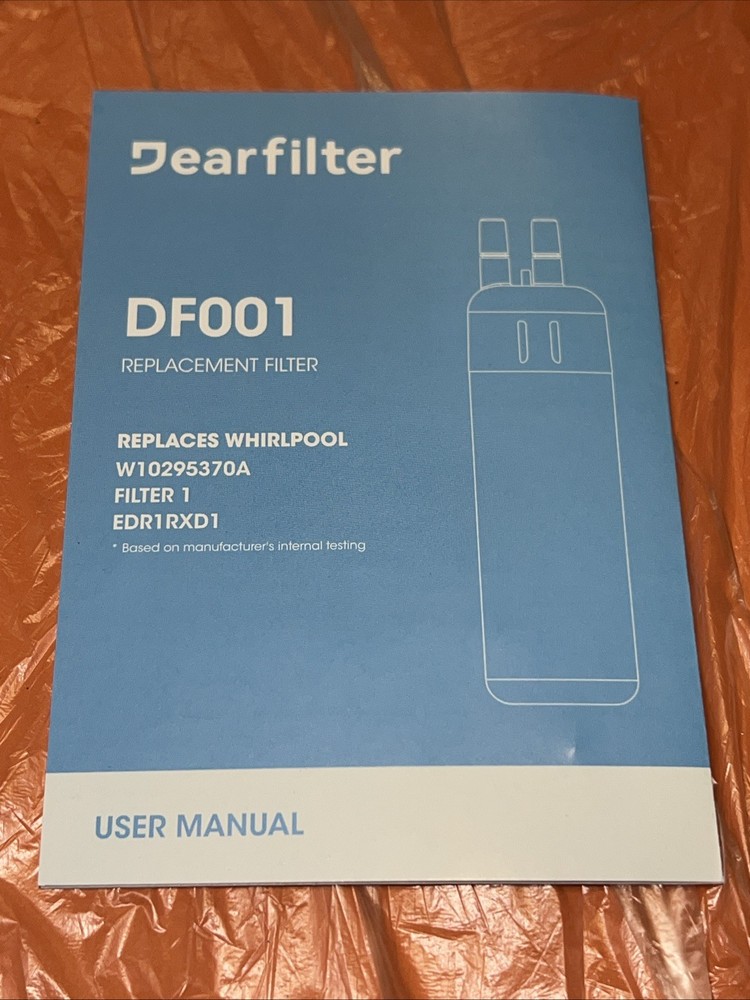 Dearfilter
DF001
REPLACEMENT FILTER
REPLACES WHIRLPOOL
W10295370A
FILTER 1
EDR1RXD1
* Based on manufacturer's internal testing
USER MANUAL